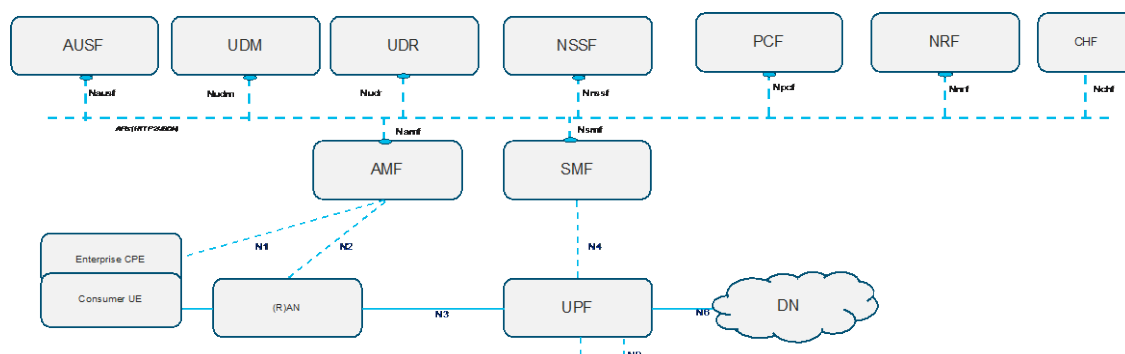 AUSF
UDM
UDR
NSSF
PCF
NRF
CHF
Nausf
Nudm
Nudr
Nnssf
Npcf
Nnrf
Nchf
Namf
Nsmf
AMF
SMF
N1
N2
N4
Enterprise CPE
Consumer UE
(R)AN
N3
UPF
N6
DN